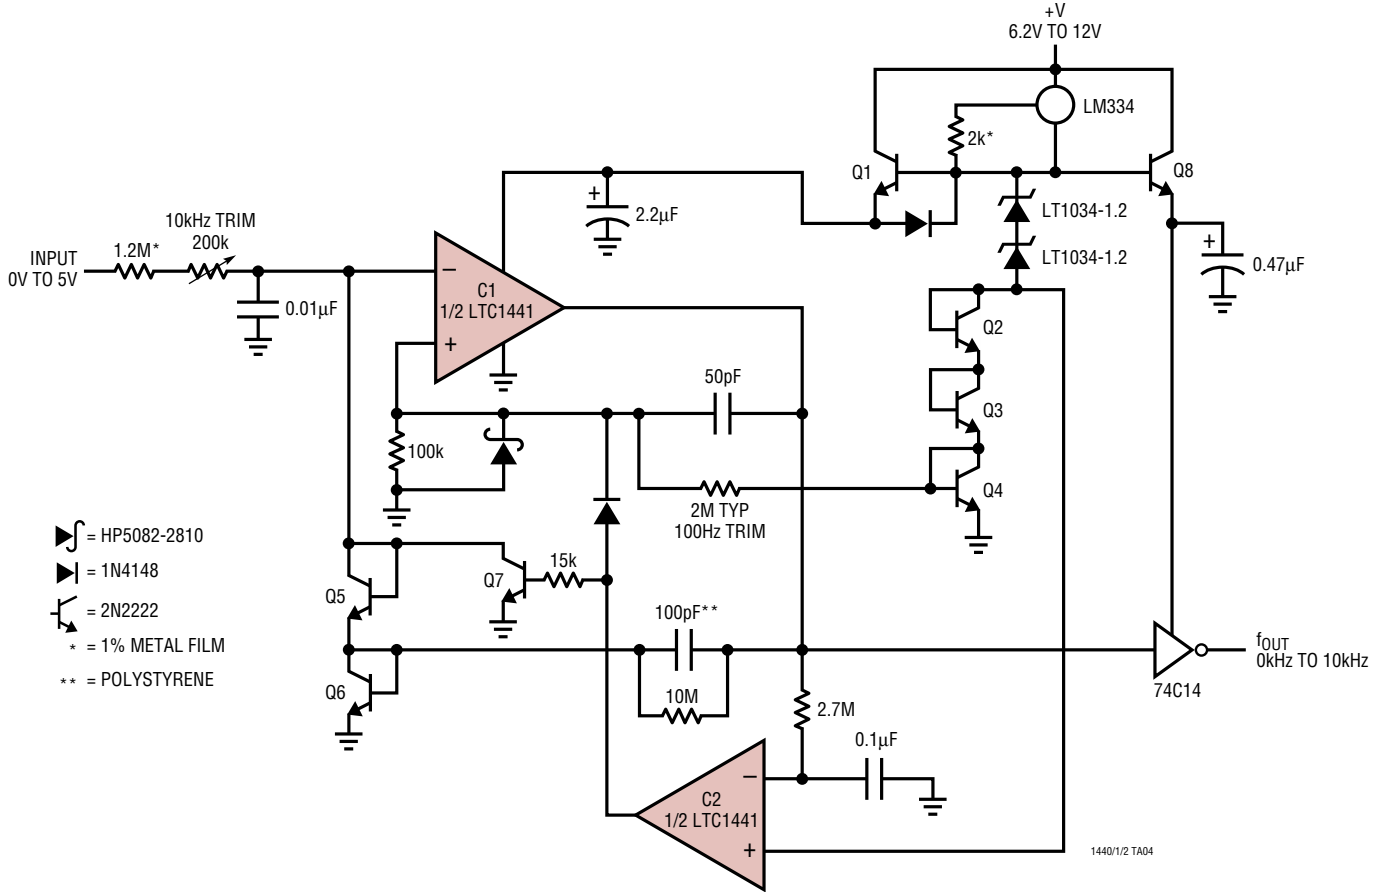 +V
6.2V TO 12V
LM334
2k*
Q1
Q8
LT1034-1.2
LT1034-1.2
+
2.2µF
+
0.47µF
10kHz TRIM
200k
1.2M*
INPUT
0V TO 5V
0.01µF
−
C1
1/2 LTC1441
+
Q2
Q3
Q4
50pF
100k
2M TYP
100Hz TRIM
= HP5082-2810
= 1N4148
= 2N2222
* = 1% METAL FILM
** = POLYSTYRENE
Q5
Q7
15k
Q6
100pF**
10M
fOUT
0kHz TO 10kHz
74C14
2.7M
0.1µF
−
C2
1/2 LTC1441
+
1440/1/2 TA04